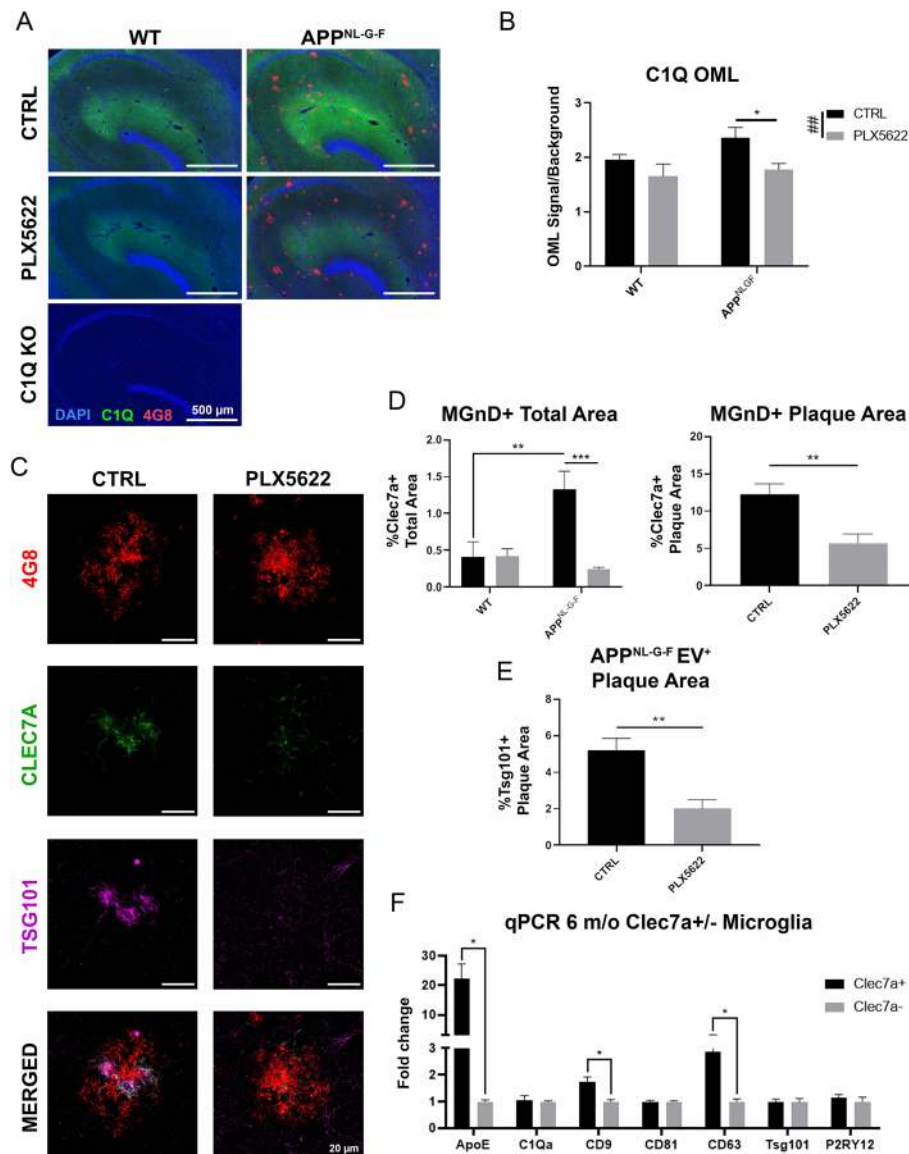 A
WT
APP^NL-G-F
CTRL
PLX5622
C1Q KO
DAPI C1Q 4G8
500 µm
B
C1Q OML
OML Signal/Background
3
2
1
0
*
##
CTRL
PLX5622
WT
APP^NLGF
C
CTRL
PLX5622
4G8
CLEC7A
TSG101
MERGED
20 µm
D
MGnD+ Total Area
%Clec7a+
Total Area
2.0
1.5
1.0
0.5
0.0
**
***
WT
APP^NL-G-F
MGnD+ Plaque Area
%Clec7a+
Plaque Area
20
15
10
5
0
**
CTRL
PLX5622
E
APP^NL-G-F EV^+
Plaque Area
%Tsg101+
Plaque Area
8
6
4
2
0
**
CTRL
PLX5622
F
qPCR 6 m/o Clec7a+/- Microglia
Fold change
30
20
10
3
2
1
0
*
*
*
Clec7a+
Clec7a-
ApoE C1Qa CD9 CD81 CD63 Tsg101 P2RY12